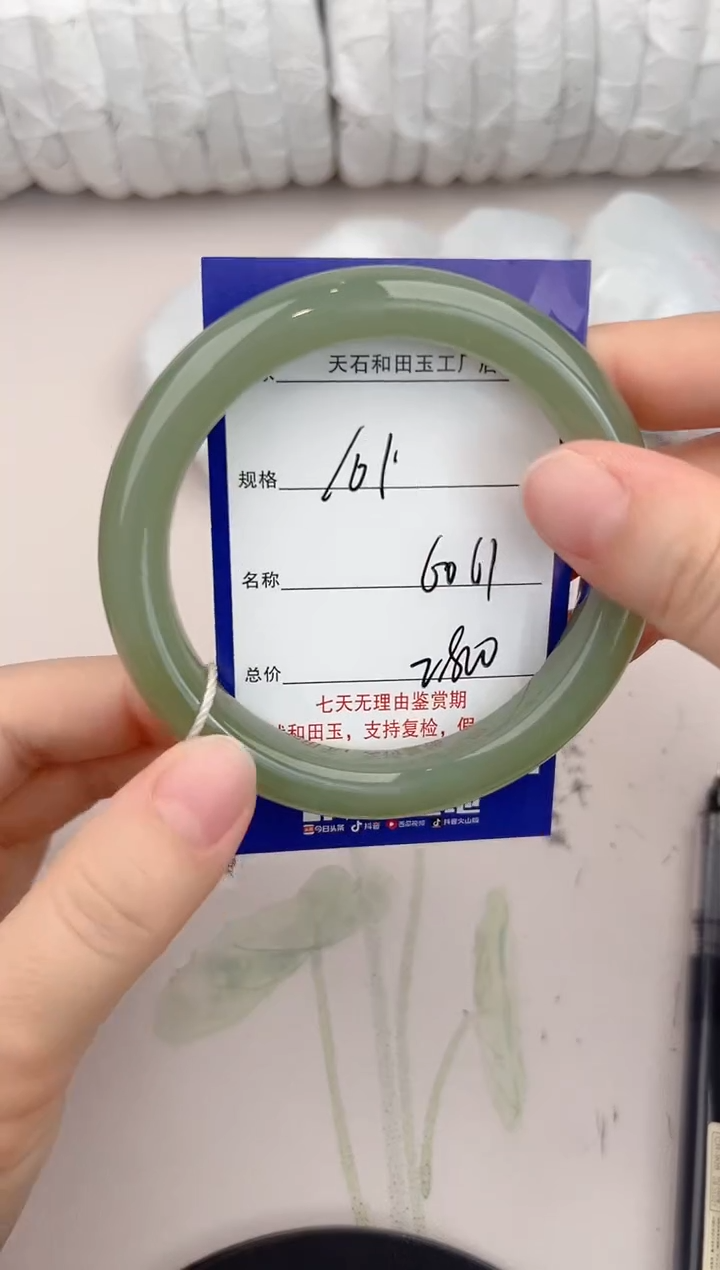 天石和田玉工厂店
规格 161
名称
总价 2800
七天无理由鉴赏期
和田玉，支持复检，假
今日头条 抖音 西瓜视频 抖音火山版